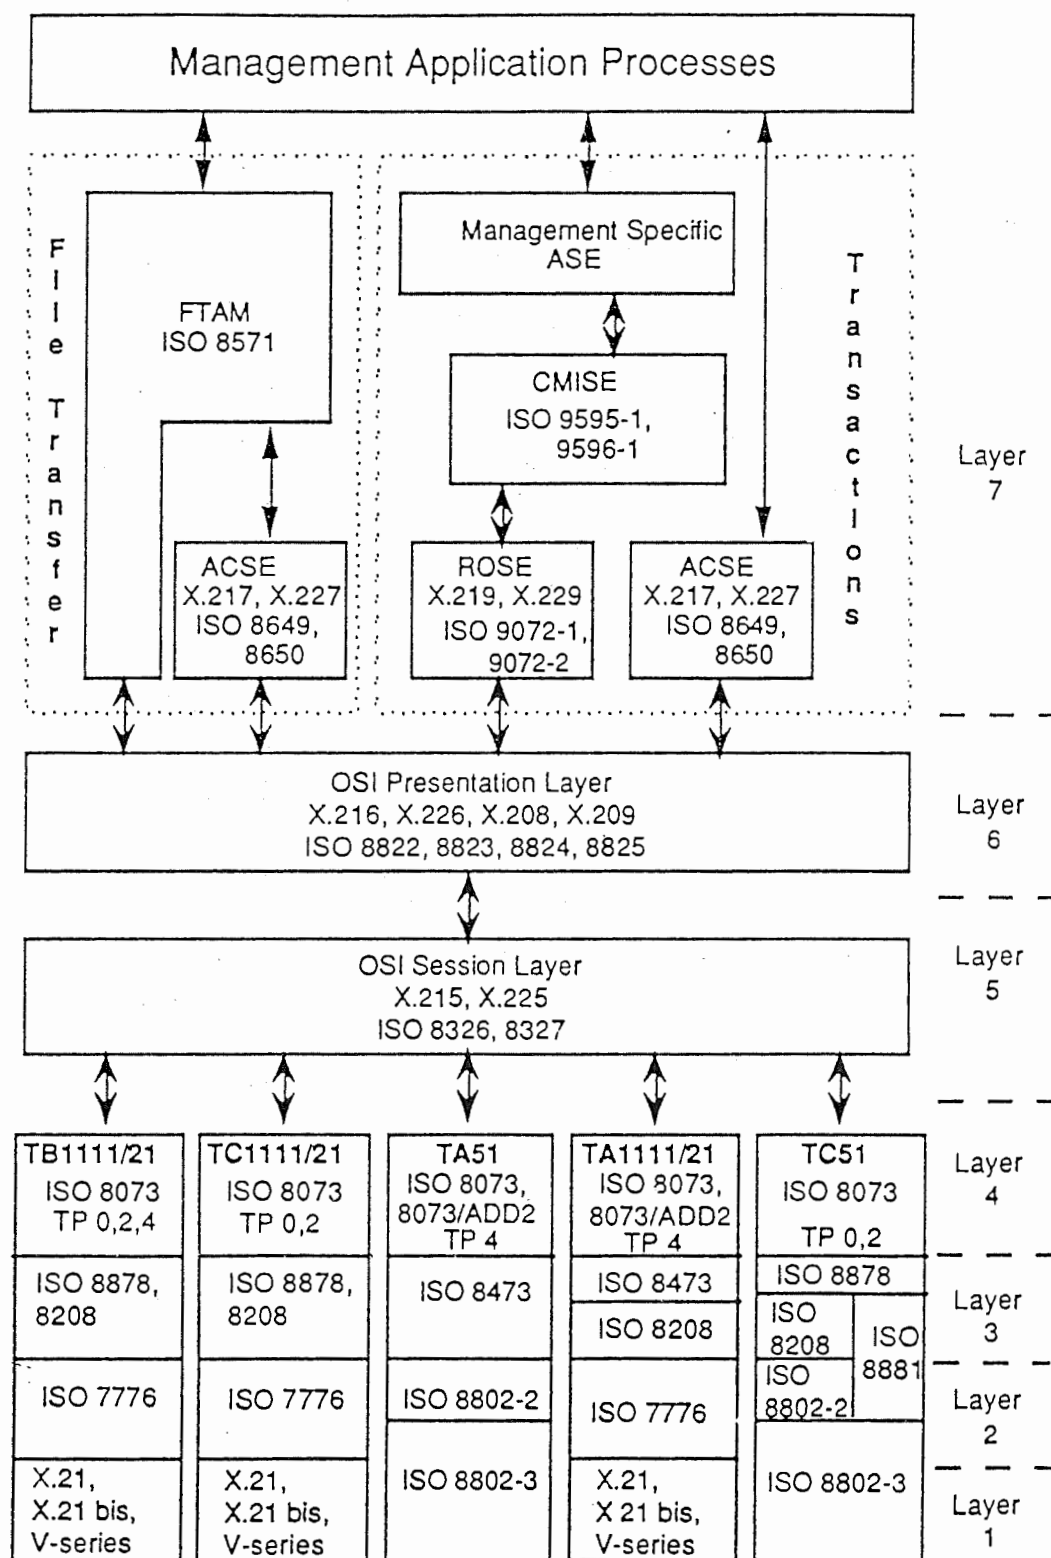 Management Application Processes
File Transfer
FTAM
ISO 8571
ACSE
X.217, X.227
ISO 8649,
8650
Management Specific
ASE
CMISE
ISO 9595-1,
9596-1
ROSE
X.219, X.229
ISO 9072-1,
9072-2
ACSE
X.217, X.227
ISO 8649,
8650
Transactions
Layer
7
OSI Presentation Layer
X.216, X.226, X.208, X.209
ISO 8822, 8823, 8824, 8825
Layer
6
OSI Session Layer
X.215, X.225
ISO 8326, 8327
Layer
5
TB1111/21
ISO 8073
TP 0,2,4
ISO 8878,
8208
ISO 7776
X.21,
X.21 bis,
V-series
TC1111/21
ISO 8073
TP 0,2
ISO 8878,
8208
ISO 7776
X.21,
X.21 bis,
V-series
TA51
ISO 8073,
8073/ADD2
TP 4
ISO 8473
ISO 8802-2
ISO 8802-3
TA1111/21
ISO 8073,
8073/ADD2
TP 4
ISO 8473
ISO 8208
ISO 7776
X.21,
X 21 bis,
V-series
TC51
ISO 8073
TP 0,2
ISO 8878
ISO
8208
ISO
8881
ISO
8802-2
ISO 8802-3
Layer
4
Layer
3
Layer
2
Layer
1